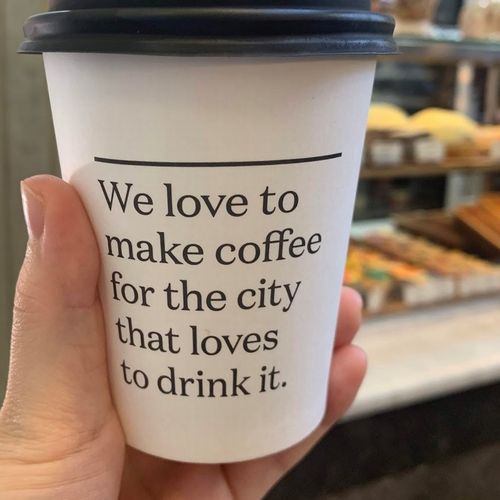 We love to
make coffee
for the city
that loves
to drink it.